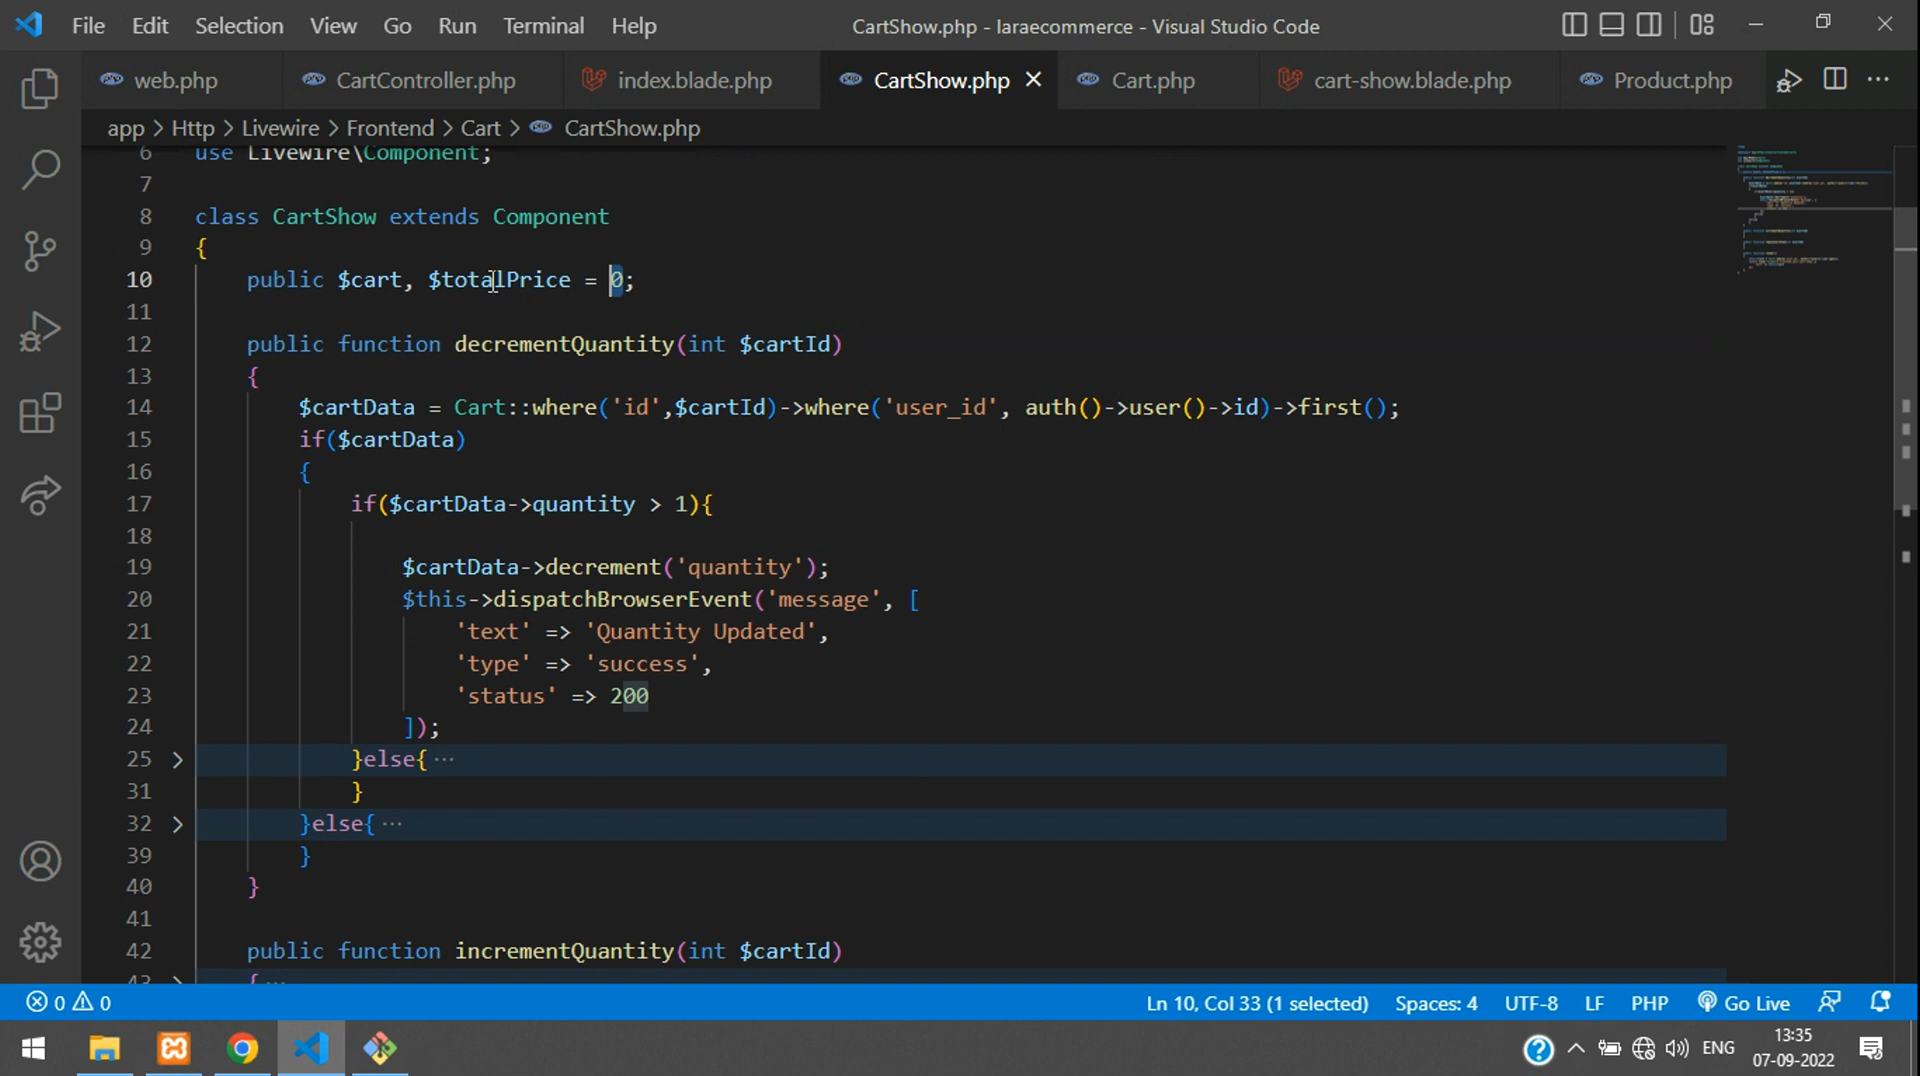 File Edit Selection View Go Run Terminal Help CartShow.php - laraecommerce - Visual Studio Code
web.php CartController.php index.blade.php CartShow.php Cart.php cart-show.blade.php Product.php
app > Http > Livewire > Frontend > Cart > CartShow.php
6 use Livewire\Component;
7
8 class CartShow extends Component
9 {
10 public $cart, $totalPrice = 0;
11
12 public function decrementQuantity(int $cartId)
13 {
14 $cartData = Cart::where('id',$cartId)->where('user_id', auth()->user()->id)->first();
15 if($cartData)
16 {
17 if($cartData->quantity > 1){
18
19 $cartData->decrement('quantity');
20 $this->dispatchBrowserEvent('message', [
21 'text' => 'Quantity Updated',
22 'type' => 'success',
23 'status' => 200
24 ]);
25 }else{ ...
31 }
32 }else{ ...
39 }
40 }
41
42 public function incrementQuantity(int $cartId)
43 { ...
0 0 Ln 10, Col 33 (1 selected) Spaces: 4 UTF-8 LF PHP Go Live
ENG 13:35
07-09-2022